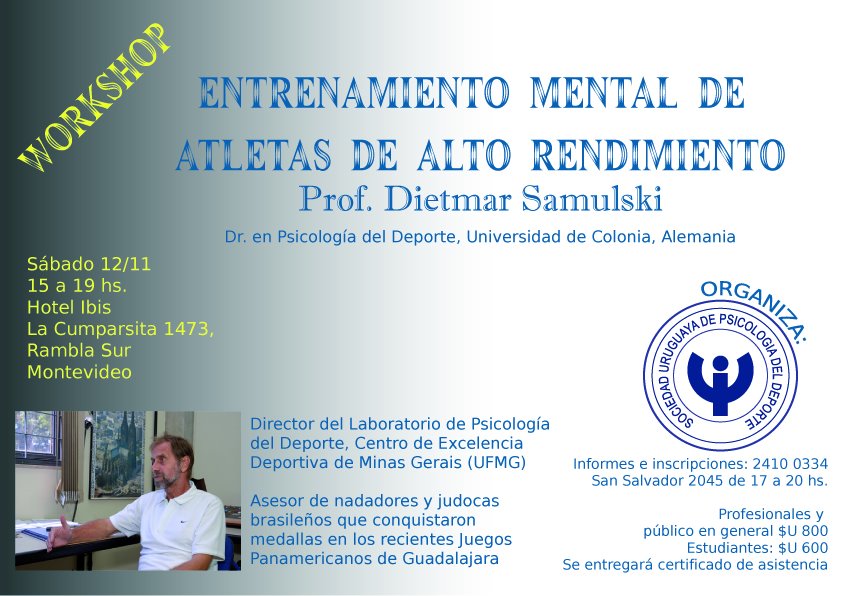 WORKSHOP
ENTRENAMIENTO MENTAL DE
ATLETAS DE ALTO RENDIMIENTO
Prof. Dietmar Samulski
Dr. en Psicología del Deporte, Universidad de Colonia, Alemania
Sábado 12/11
15 a 19 hs.
Hotel Ibis
La Cumparsita 1473,
Rambla Sur
Montevideo
ORGANIZA:
SOCIEDAD URUGUAYA DE PSICOLOGIA DEL DEPORTE
Director del Laboratorio de Psicología
del Deporte, Centro de Excelencia
Deportiva de Minas Gerais (UFMG)
Asesor de nadadores y judocas
brasileños que conquistaron
medallas en los recientes Juegos
Panamericanos de Guadalajara
Informes e inscripciones: 2410 0334
San Salvador 2045 de 17 a 20 hs.
Profesionales y
público en general $U 800
Estudiantes: $U 600
Se entregará certificado de asistencia